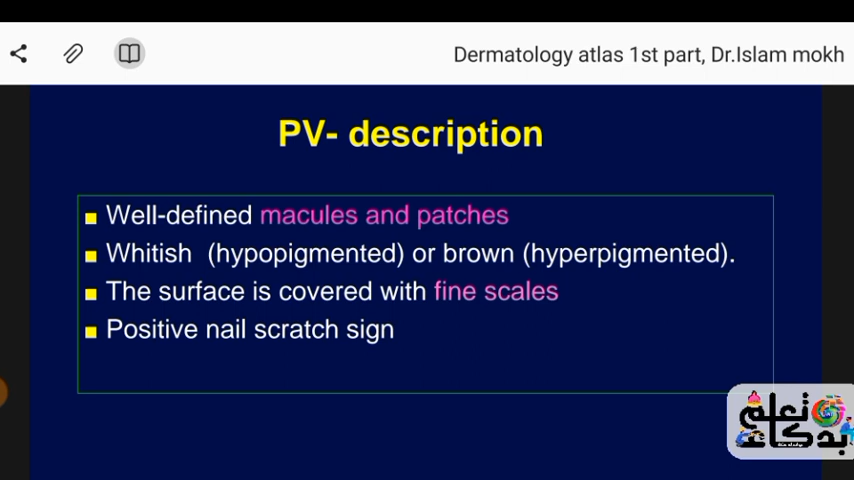 Dermatology atlas 1st part, Dr.Islam mokh
PV- description
Well-defined macules and patches
Whitish (hypopigmented) or brown (hyperpigmented).
The surface is covered with fine scales
Positive nail scratch sign
تعلم
بذكاء